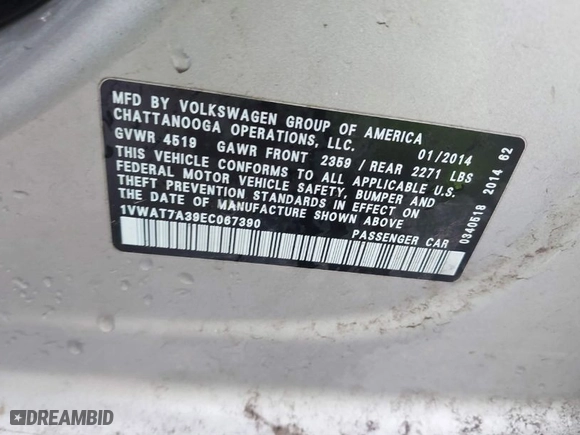 MFD BY VOLKSWAGEN GROUP OF AMERICA
CHATTANOOGA OPERATIONS, LLC. 01/2014
GVWR 4519 GAWR FRONT 2359 / REAR 2271 LBS
THIS VEHICLE CONFORMS TO ALL APPLICABLE U.S.
FEDERAL MOTOR VEHICLE SAFETY, BUMPER AND
THEFT PREVENTION STANDARDS IN EFFECT ON
THE DATE OF MANUFACTURE SHOWN ABOVE
1VWAT7A39EC067390 PASSENGER CAR
0340518 2014 62
DREAMBID